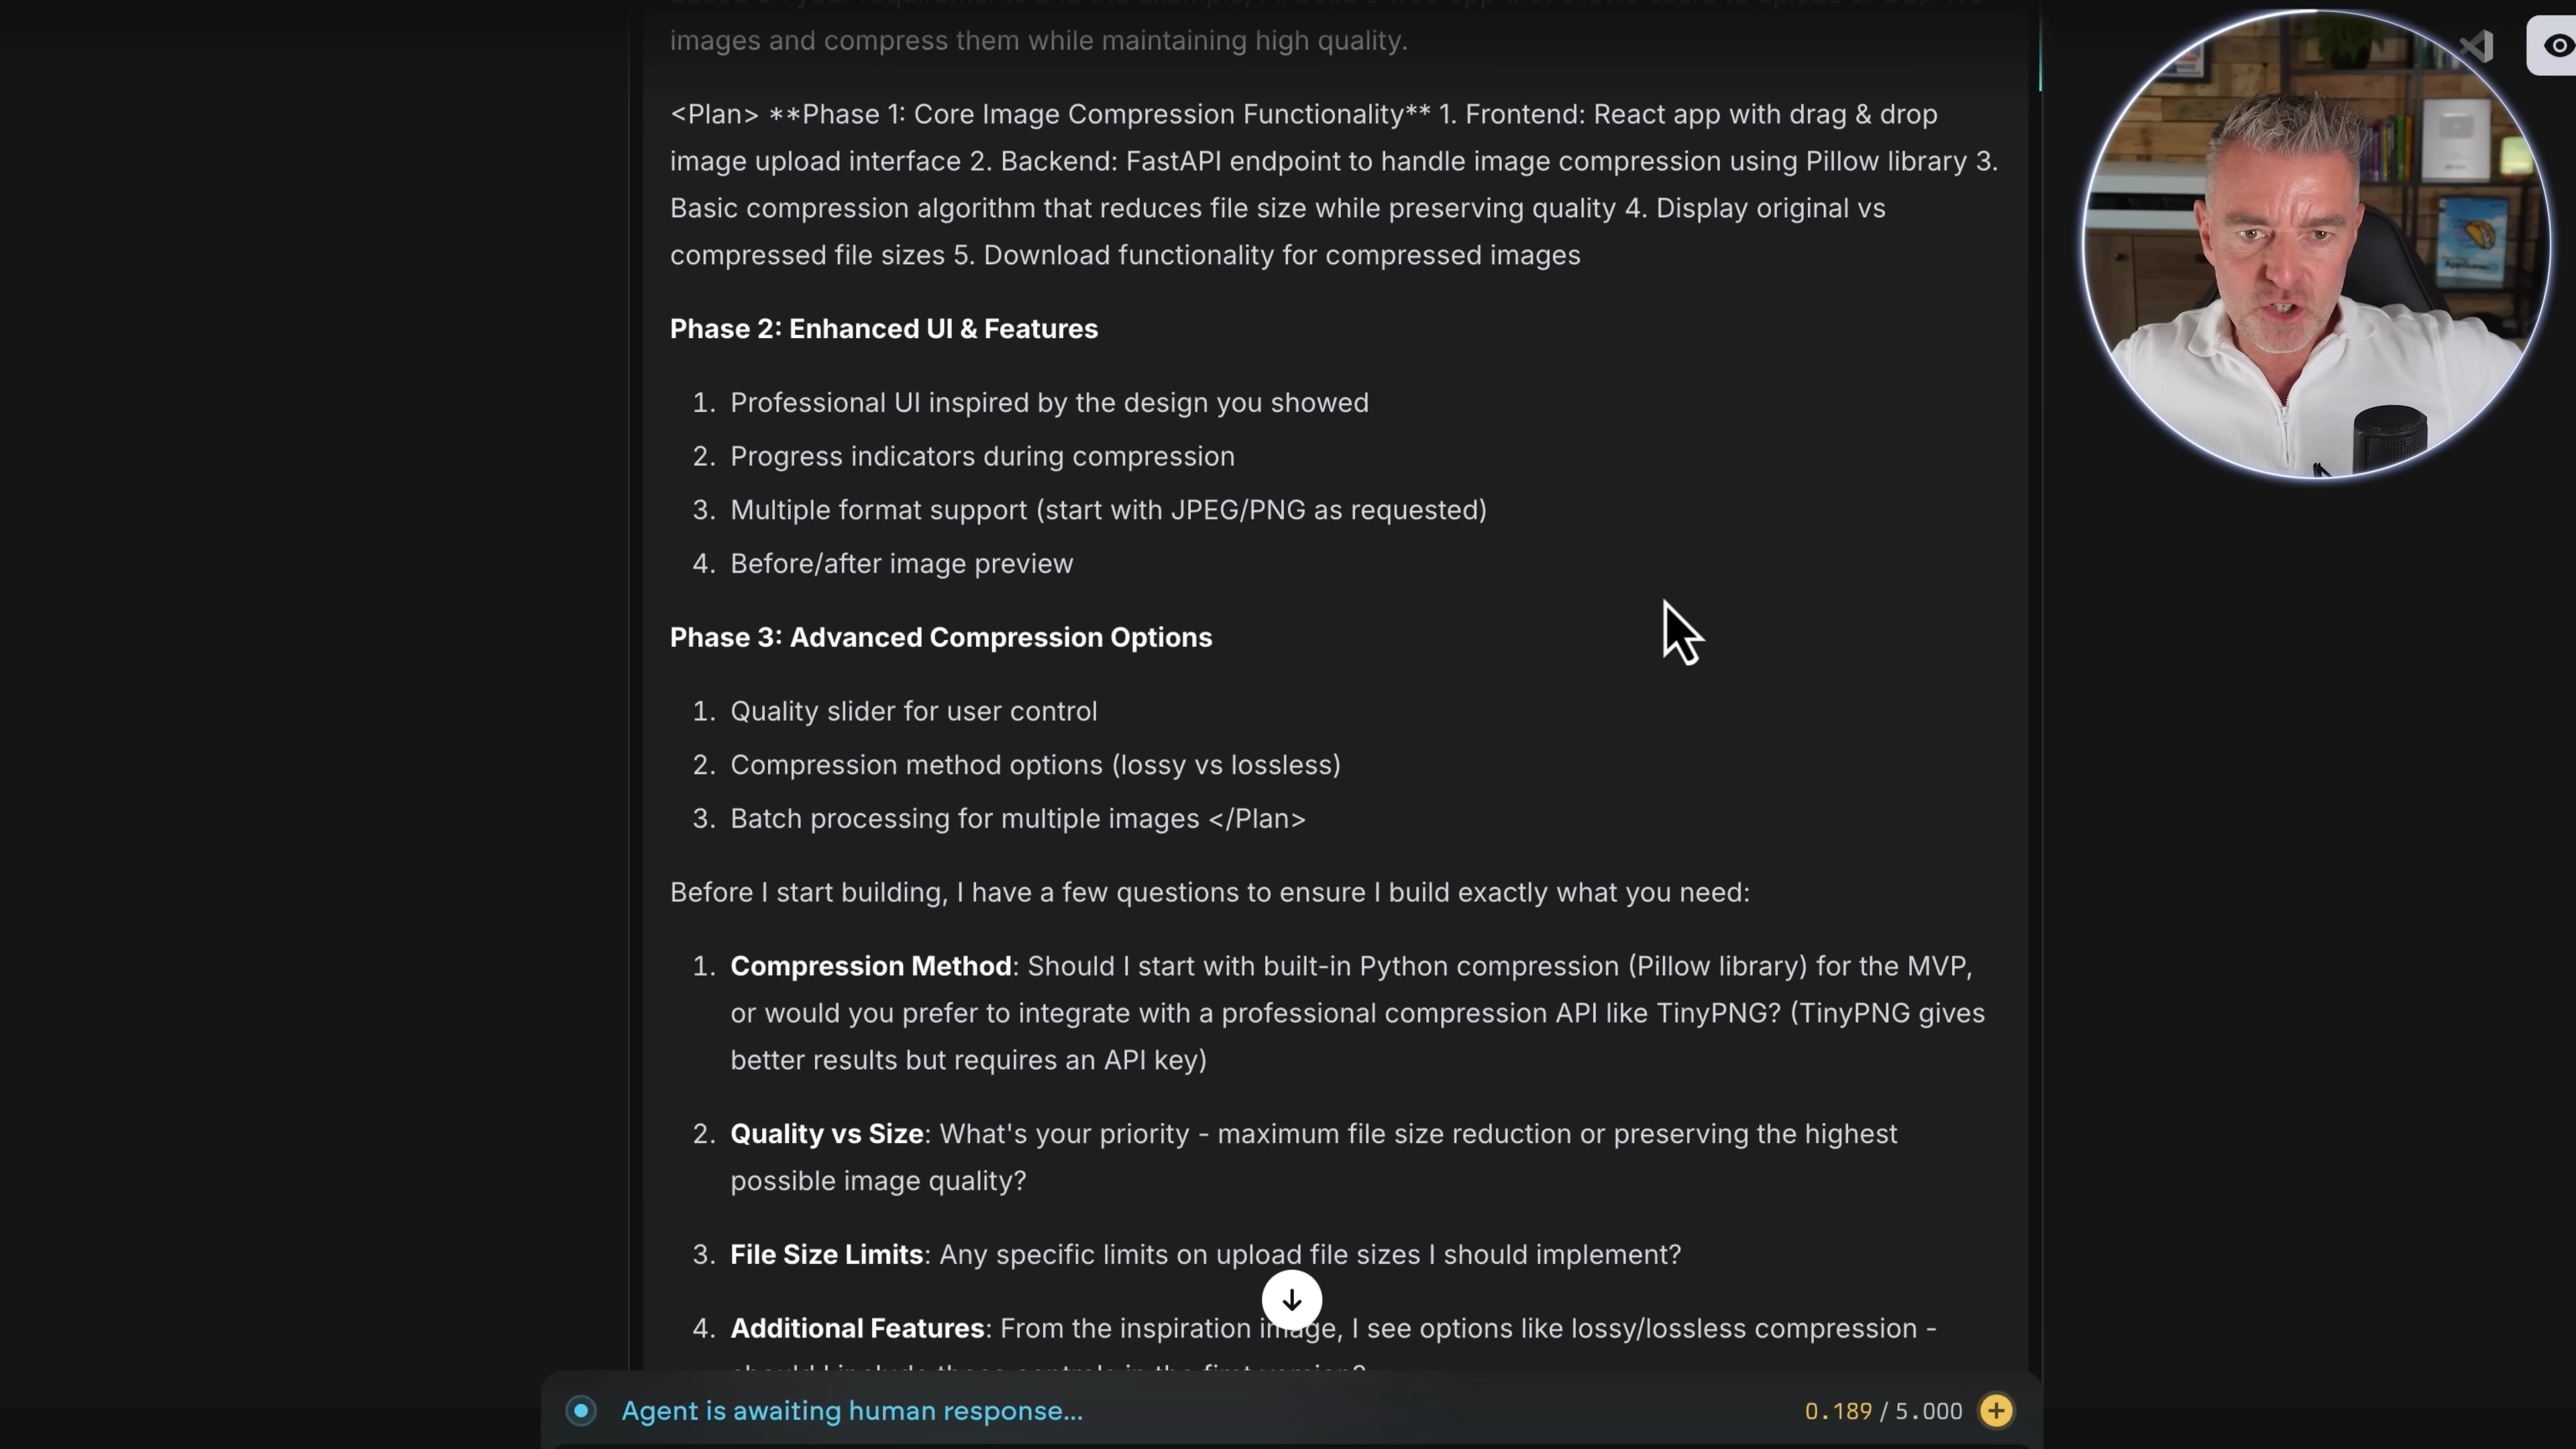 images and compress them while maintaining high quality.
<Plan> **Phase 1: Core Image Compression Functionality** 1. Frontend: React app with drag & drop
image upload interface 2. Backend: FastAPI endpoint to handle image compression using Pillow library 3.
Basic compression algorithm that reduces file size while preserving quality 4. Display original vs
compressed file sizes 5. Download functionality for compressed images
Phase 2: Enhanced UI & Features
1. Professional UI inspired by the design you showed
2. Progress indicators during compression
3. Multiple format support (start with JPEG/PNG as requested)
4. Before/after image preview
Phase 3: Advanced Compression Options
1. Quality slider for user control
2. Compression method options (lossy vs lossless)
3. Batch processing for multiple images </Plan>
Before I start building, I have a few questions to ensure I build exactly what you need:
1. Compression Method: Should I start with built-in Python compression (Pillow library) for the MVP,
or would you prefer to integrate with a professional compression API like TinyPNG? (TinyPNG gives
better results but requires an API key)
2. Quality vs Size: What's your priority - maximum file size reduction or preserving the highest
possible image quality?
3. File Size Limits: Any specific limits on upload file sizes I should implement?
4. Additional Features: From the inspiration image, I see options like lossy/lossless compression -
should I include these controls in the first version?
Agent is awaiting human response...
0.189 / 5.000